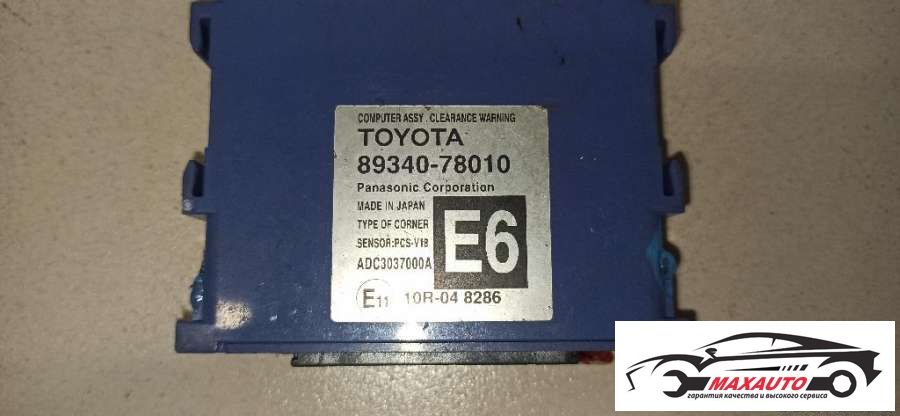 COMPUTER ASSY . CLEARANCE WARNING
TOYOTA
89340-78010
Panasonic Corporation
MADE IN JAPAN
TYPE OF CORNER
SENSOR:PCS-V18
ADC3037000A
E6
E11 10R-04 8286
MAXAUTO
гарантия качества и высокого сервиса